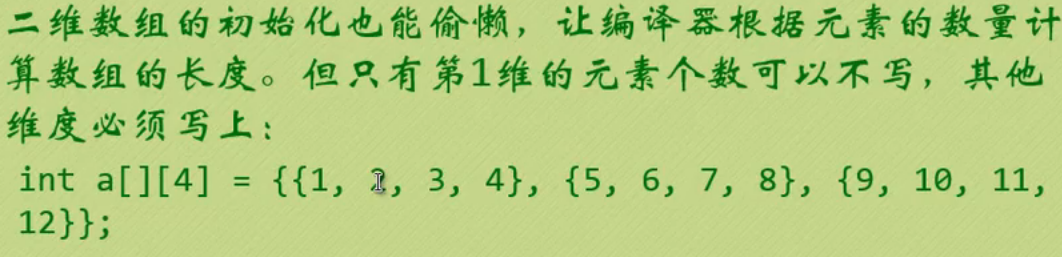 二维数组的初始化也能偷懒，让编译器根据元素的数量计
算数组的长度。但只有第1维的元素个数可以不写，其他
维度必须写上：
int a[][4] = {{1, 2, 3, 4}, {5, 6, 7, 8}, {9, 10, 11,
12}};